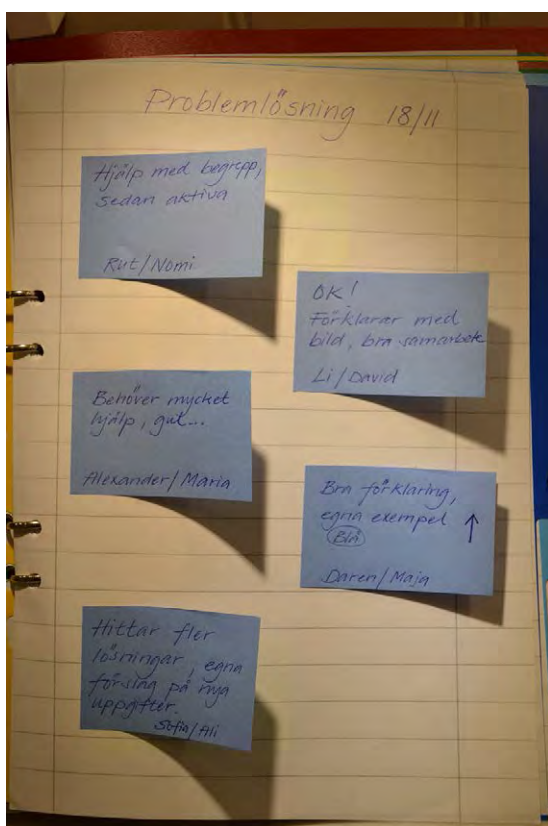 Problemlösning 18/11
Hjälp med begrepp,
sedan aktiva
Rut/Nomi
OK!
Förklarar med
bild, bra samarbete
Li/David
Behöver mycket
hjälp, gut...
Alexander/Maria
Bra förklaring,
egna exempel
Blå ↑
Daren/Maja
Hittar fler
lösningar, egna
förslag på nya
uppgifter.
Sofia/Ali